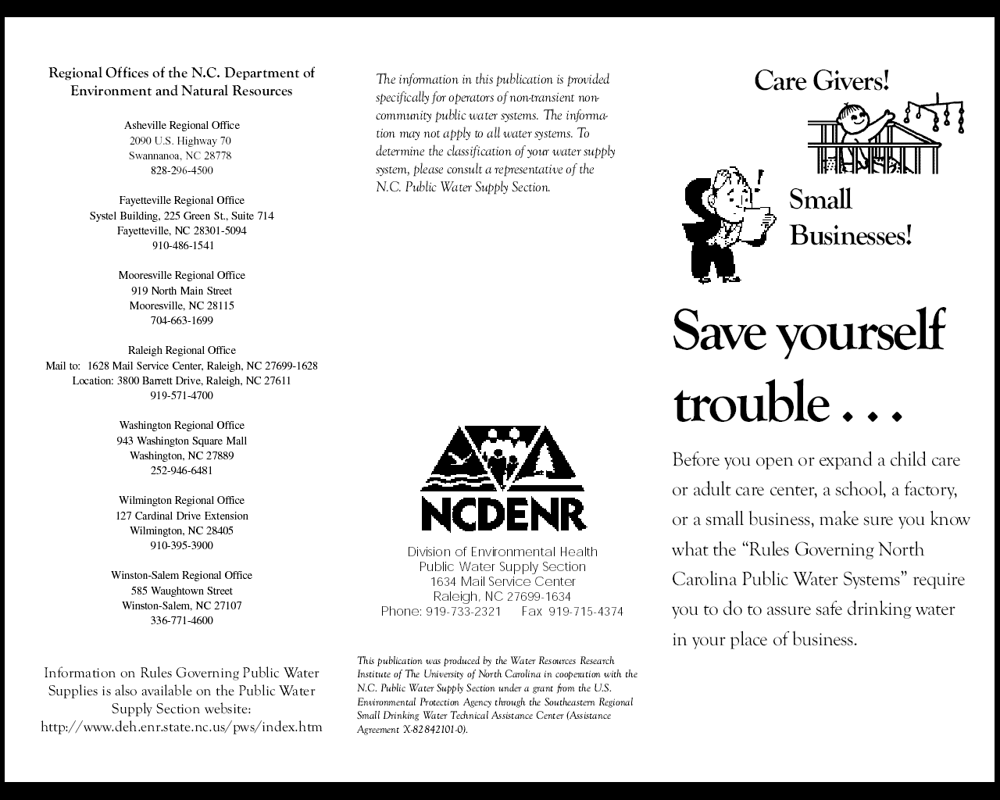 Regional Offices of the N.C. Department of
Environment and Natural Resources
Asheville Regional Office
2090 U.S. Highway 70
Swannanoa, NC 28778
828-296-4500
Fayetteville Regional Office
Systel Building, 225 Green St., Suite 714
Fayetteville, NC 28301-5094
910-486-1541
Mooresville Regional Office
919 North Main Street
Mooresville, NC 28115
704-663-1699
Raleigh Regional Office
Mail to:  1628 Mail Service Center, Raleigh, NC 27699-1628
Location: 3800 Barrett Drive, Raleigh, NC 27611
919-571-4700
Washington Regional Office
943 Washington Square Mall
Washington, NC 27889
252-946-6481
Wilmington Regional Office
127 Cardinal Drive Extension
Wilmington, NC 28405
910-395-3900
Winston-Salem Regional Office
585 Waughtown Street
Winston-Salem, NC 27107
336-771-4600
Information on Rules Governing Public Water
Supplies is also available on the Public Water
Supply Section website:
http://www.deh.enr.state.nc.us/pws/index.htm
The information in this publication is provided
specifically for operators of non-transient non-
community public water systems. The informa-
tion may not apply to all water systems. To
determine the classification of your water supply
system, please consult a representative of the
N.C. Public Water Supply Section.
NCDENR
Division of Environmental Health
Public Water Supply Section
1634 Mail Service Center
Raleigh, NC 27699-1634
Phone: 919-733-2321 Fax 919-715-4374
This publication was produced by the Water Resources Research
Institute of The University of North Carolina in cooperation with the
N.C. Public Water Supply Section under a grant from the U.S.
Environmental Protection Agency through the Southeastern Regional
Small Drinking Water Technical Assistance Center (Assistance
Agreement X-82842101-0).
Care Givers!
!
Small
Businesses!
Save yourself
trouble . . .
Before you open or expand a child care
or adult care center, a school, a factory,
or a small business, make sure you know
what the “Rules Governing North
Carolina Public Water Systems” require
you to do to assure safe drinking water
in your place of business.